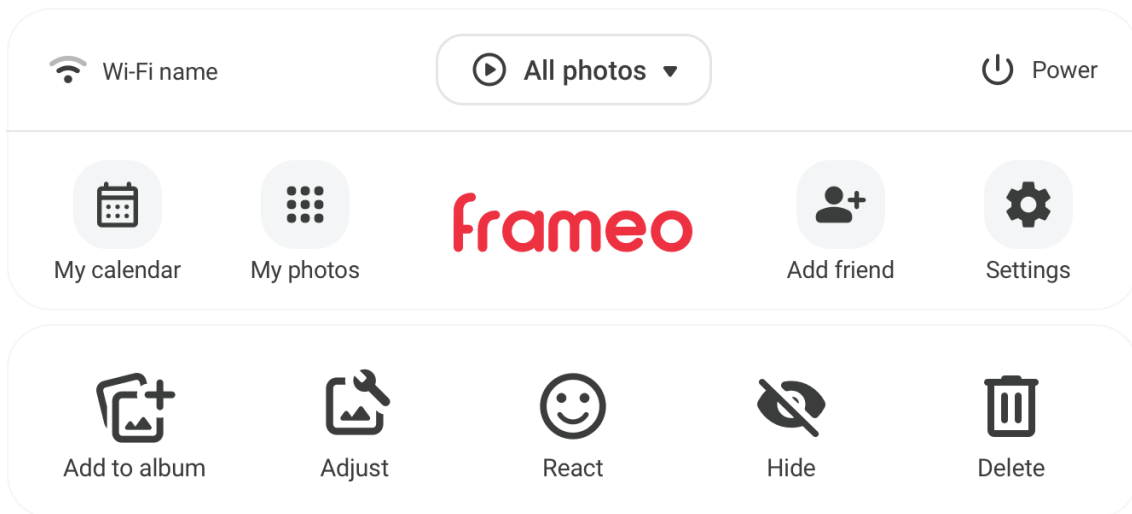 Wi-Fi name All photos Power
frameo
My calendar My photos Add friend Settings
Add to album Adjust React Hide Delete